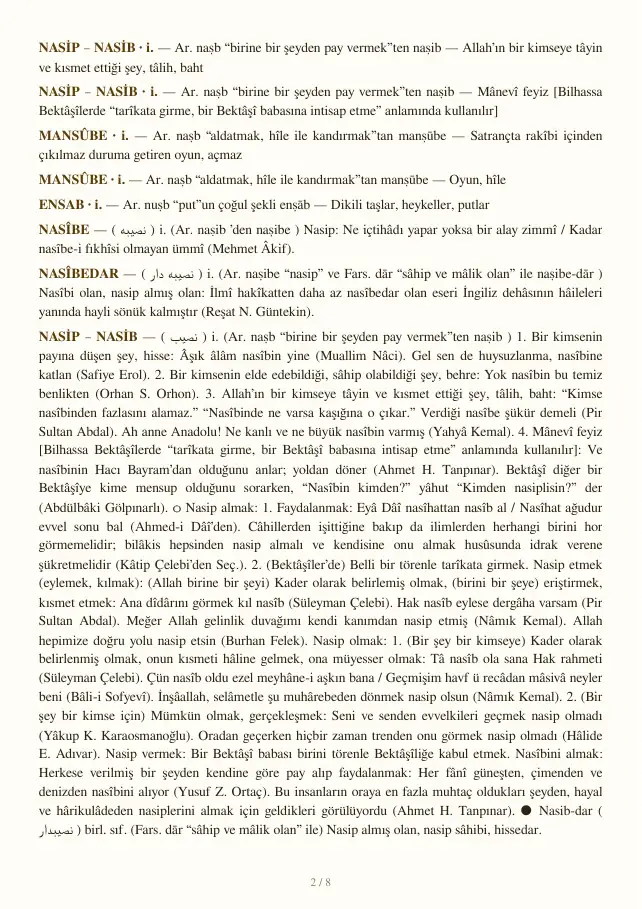 NASİP – NASİB · i. — Ar. naṣb “birine bir şeyden pay vermek”ten naṣib — Allah’ın bir kimseye tâyin
ve kısmet ettiği şey, tâlih, baht
NASİP – NASİB · i. — Ar. naṣb “birine bir şeyden pay vermek”ten naṣib — Mânevî feyiz [Bilhassa
Bektâşîlerde “tarîkata girme, bir Bektâşî babasına intisap etme” anlamında kullanılır]
MANSÛBE · i. — Ar. naṣb “aldatmak, hîle ile kandırmak”tan manṣūbe — Satrançta rakîbi içinden
çıkılmaz duruma getiren oyun, açmaz
MANSÛBE · i. — Ar. naṣb “aldatmak, hîle ile kandırmak”tan manṣūbe — Oyun, hîle
ENSAB · i. — Ar. nuṣb “put”un çoğul şekli enṣāb — Dikili taşlar, heykeller, putlar
NASÎBE — ( نصيبه ) i. (Ar. naṣib ’den naṣibe ) Nasip: Ne içtihâdı yapar yoksa bir alay zimmî / Kadar
nasîbe-i fıkhîsi olmayan ümmî (Mehmet Âkif).
NASÎBEDAR — ( نصيبه دار ) i. (Ar. naṣibe “nasip” ve Fars. dār “sâhip ve mâlik olan” ile naṣibe-dār )
Nasîbi olan, nasip almış olan: İlmî hakîkatten daha az nasîbedar olan eseri İngiliz dehâsının hâileleri
yanında hayli sönük kalmıştır (Reşat N. Güntekin).
NASİP – NASİB — ( نصيب ) i. (Ar. naṣb “birine bir şeyden pay vermek”ten naṣib ) 1. Bir kimsenin
payına düşen şey, hisse: Âşık âlâm nasîbin yine (Muallim Nâci). Gel sen de huysuzlanma, nasîbine
katlan (Safiye Erol). 2. Bir kimsenin elde edebildiği, sâhip olabildiği şey, behre: Yok nasîbin bu temiz
benlikten (Orhan S. Orhon). 3. Allah’ın bir kimseye tâyin ve kısmet ettiği şey, tâlih, baht: “Kimse
nasîbinden fazlasını alamaz.” “Nasîbinde ne varsa kaşığına o çıkar.” Verdiği nasîbe şükür demeli (Pir
Sultan Abdal). Ah anne Anadolu! Ne kanlı ve ne büyük nasîbin varmış (Yahyâ Kemal). 4. Mânevî feyiz
[Bilhassa Bektâşîlerde “tarîkata girme, bir Bektâşî babasına intisap etme” anlamında kullanılır]: Ve
nasîbinin Hacı Bayram’dan olduğunu anlar; yoldan döner (Ahmet H. Tanpınar). Bektâşî diğer bir
Bektâşîye kime mensup olduğunu sorarken, “Nasîbin kimden?” yâhut “Kimden nasiplisin?” der
(Abdülbâki Gölpınarlı). ѻ Nasip almak: 1. Faydalanmak: Eyâ Dâî nasîhattan nasîb al / Nasîhat ağudur
evvel sonu bal (Ahmed-i Dâî’den). Câhillerden işittiğine bakıp da ilimlerden herhangi birini hor
görmemelidir; bilâkis hepsinden nasip almalı ve kendisine onu almak husûsunda idrak verene
şükretmelidir (Kâtip Çelebi’den Seç.). 2. (Bektâşîler’de) Belli bir törenle tarîkata girmek. Nasip etmek
(eylemek, kılmak): (Allah birine bir şeyi) Kader olarak belirlemiş olmak, (birini bir şeye) eriştirmek,
kısmet etmek: Ana dîdârını görmek kıl nasîb (Süleyman Çelebi). Hak nasîb eylese dergâha varsam (Pir
Sultan Abdal). Meğer Allah gelinlik duvağımı kendi kanımdan nasip etmiş (Nâmık Kemal). Allah
hepimize doğru yolu nasip etsin (Burhan Felek). Nasip olmak: 1. (Bir şey bir kimseye) Kader olarak
belirlenmiş olmak, onun kısmeti hâline gelmek, ona müyesser olmak: Tâ nasîb ola sana Hak rahmeti
(Süleyman Çelebi). Çün nasîb oldu ezel meyhâne-i aşkın bana / Geçmişim havf ü recâdan mâsivâ neyler
beni (Bâli-i Sofyevî). İnşâallah, selâmetle şu muhârebeden dönmek nasip olsun (Nâmık Kemal). 2. (Bir
şey bir kimse için) Mümkün olmak, gerçekleşmek: Seni ve senden evvelkileri geçmek nasip olmadı
(Yâkup K. Karaosmanoğlu). Oradan geçerken hiçbir zaman trenden onu görmek nasip olmadı (Hâlide
E. Adıvar). Nasip vermek: Bir Bektâşî babası birini törenle Bektâşîliğe kabul etmek. Nasîbini almak:
Herkese verilmiş bir şeyden kendine göre pay alıp faydalanmak: Her fânî güneşten, çimenden ve
denizden nasîbini alıyor (Yusuf Z. Ortaç). Bu insanların oraya en fazla muhtaç oldukları şeyden, hayal
ve hârikulâdeden nasiplerini almak için geldikleri görülüyordu (Ahmet H. Tanpınar). ● Nasib-dar (
نصيبدار ) birl. sıf. (Fars. dār “sâhip ve mâlik olan” ile) Nasip almış olan, nasip sâhibi, hissedar.
2 / 8